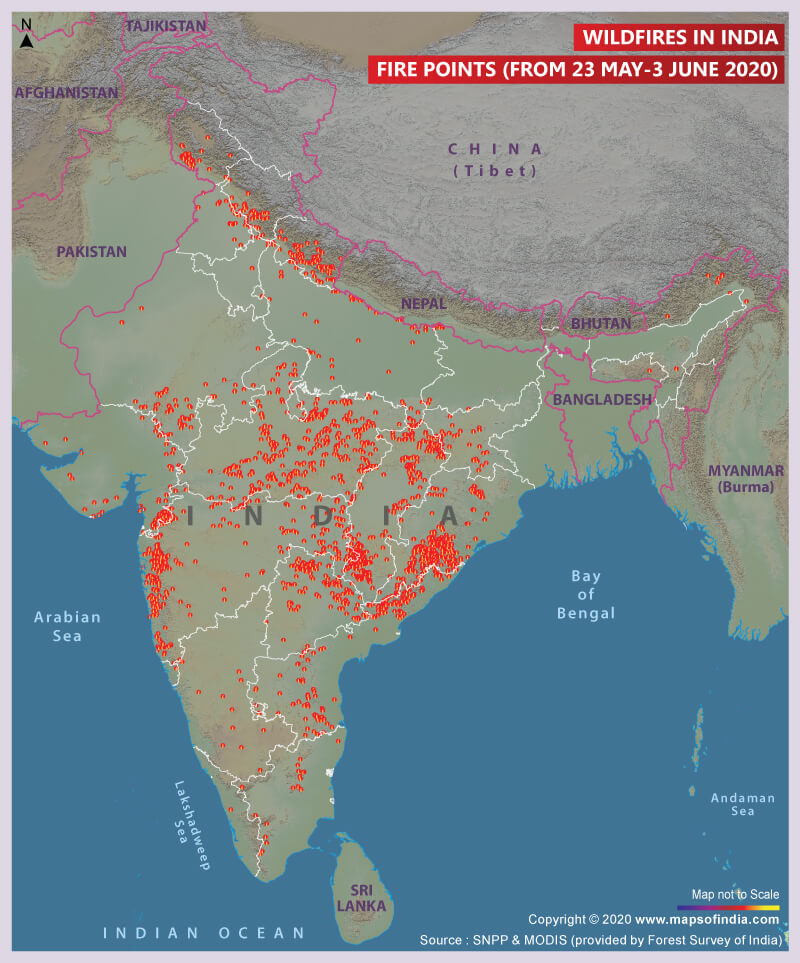 N
WILDFIRES IN INDIA
FIRE POINTS (FROM 23 MAY-3 JUNE 2020)
TAJIKISTAN
AFGHANISTAN
CHINA
(Tibet)
PAKISTAN
NEPAL
BHUTAN
BANGLADESH
MYANMAR
(Burma)
INDIA
Arabian
Sea
Bay
of
Bengal
Lakshadweep
Sea
Andaman
Sea
SRI
LANKA
INDIAN OCEAN
Map not to Scale
Copyright © 2020 www.mapsofindia.com
Source : SNPP & MODIS (provided by Forest Survey of India)